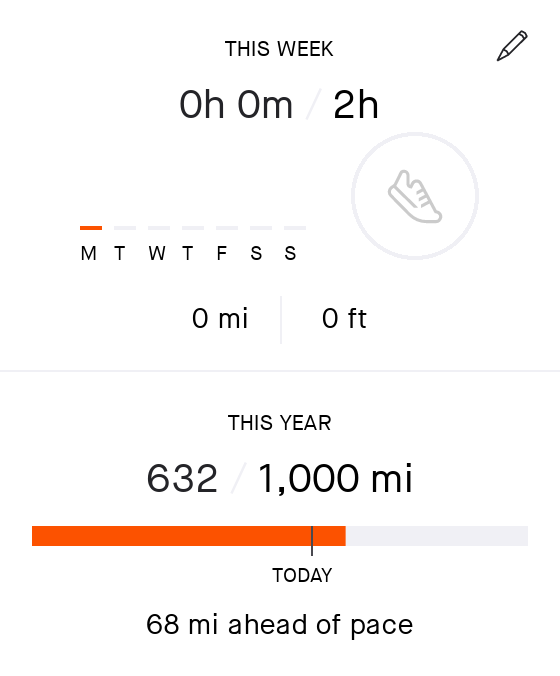 THIS WEEK
0h 0m / 2h
M T W T F S S
0 mi 0 ft
THIS YEAR
632 / 1,000 mi
TODAY
68 mi ahead of pace